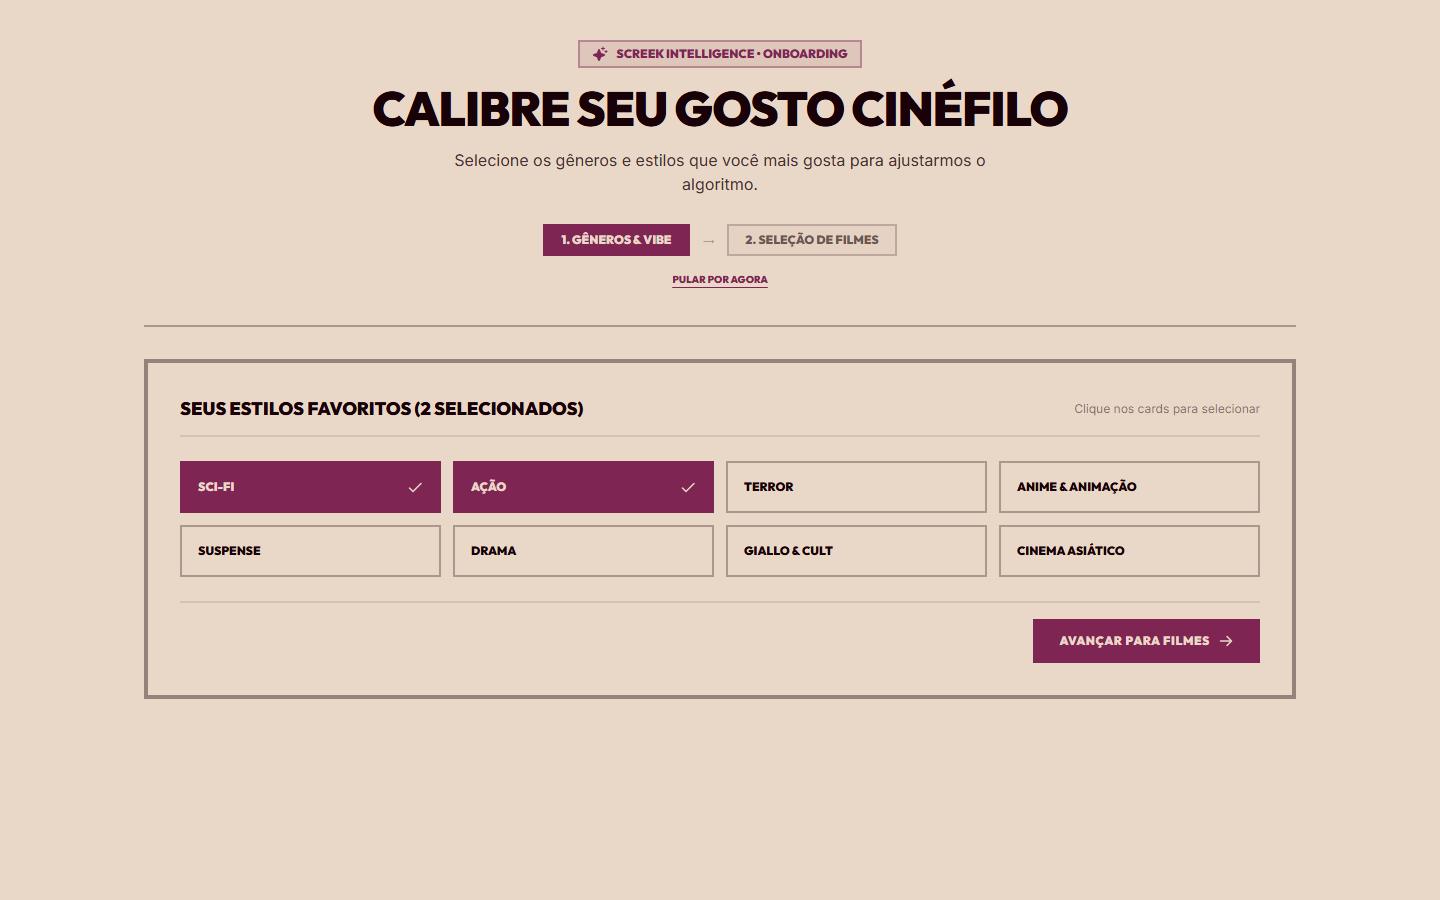 SCREEK INTELLIGENCE • ONBOARDING
CALIBRE SEU GOSTO CINÉFILO
Selecione os gêneros e estilos que você mais gosta para ajustarmos o
algoritmo.
1. GÊNEROS & VIBE → 2. SELEÇÃO DE FILMES
PULAR POR AGORA
SEUS ESTILOS FAVORITOS (2 SELECIONADOS)
Clique nos cards para selecionar
SCI-FI
AÇÃO
TERROR
ANIME & ANIMAÇÃO
SUSPENSE
DRAMA
GIALLO & CULT
CINEMA ASIÁTICO
AVANÇAR PARA FILMES →